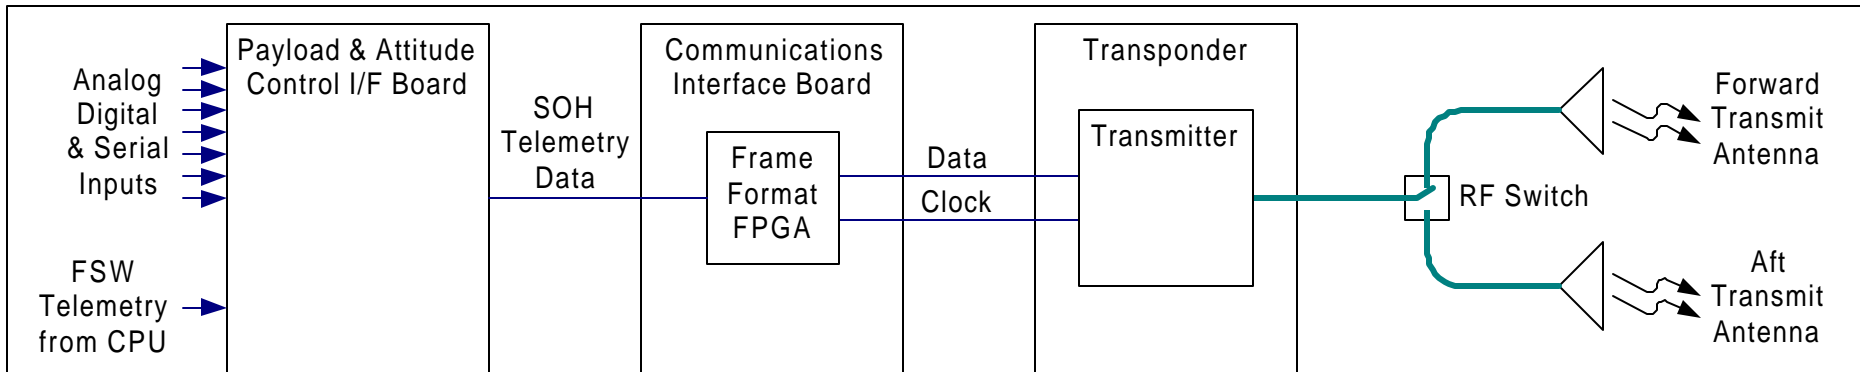 Analog
Digital
& Serial
Inputs
FSW
Telemetry
from CPU
Payload & Attitude
Control I/F Board
SOH
Telemetry
Data
Communications
Interface Board
Frame
Format
FPGA
Data
Clock
Transponder
Transmitter
RF Switch
Forward
Transmit
Antenna
Aft
Transmit
Antenna